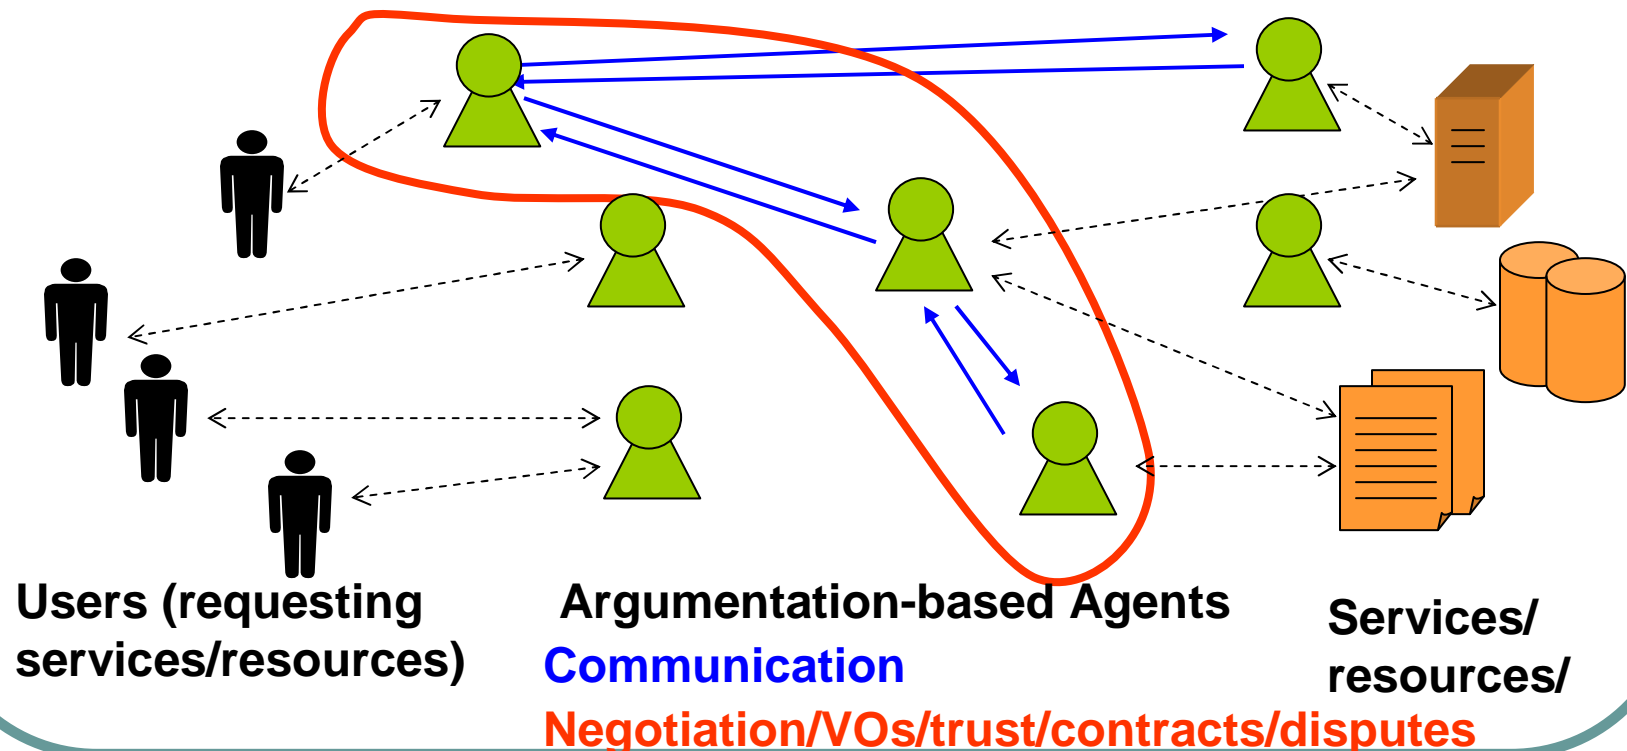 Users (requesting
services/resources)
Argumentation-based Agents
Communication
Negotiation/VOs/trust/contracts/disputes
Services/
resources/